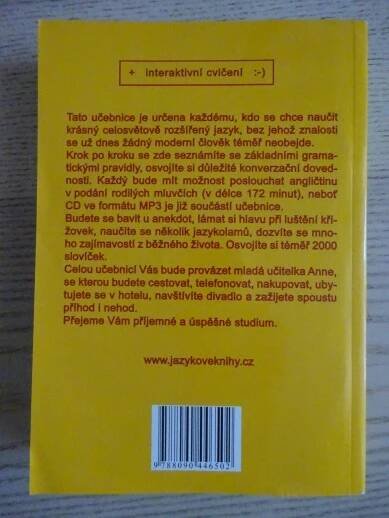 + interaktivní cvičení :-)
Tato učebnice je určena každému, kdo se chce naučit
krásný celosvětově rozšířený jazyk, bez jehož znalosti
se už dnes žádný moderní člověk téměř neobejde.
Krok po kroku se zde seznámíte se základními grama-
tickými pravidly, osvojíte si důležité konverzační doved-
nosti. Každý bude mít možnost poslouchat angličtinu
v podání rodilých mluvčích (v délce 172 minut), neboť
CD ve formátu MP3 je již součástí učebnice.
Budete se bavit u anekdot, lámat si hlavu při luštění kří-
žovek, naučíte se několik jazykolamů, dozvíte se mno-
ho zajímavostí z běžného života. Osvojíte si téměř 2000
slovíček.
Celou učebnicí Vás bude provázet mladá učitelka Anne,
se kterou budete cestovat, telefonovat, nakupovat, uby-
tujete se v hotelu, navštívíte divadlo a zažijete spoustu
příhod i nehod.
Přejeme Vám příjemné a úspěšné studium.
www.jazykoveknihy.cz
9 788090 446502